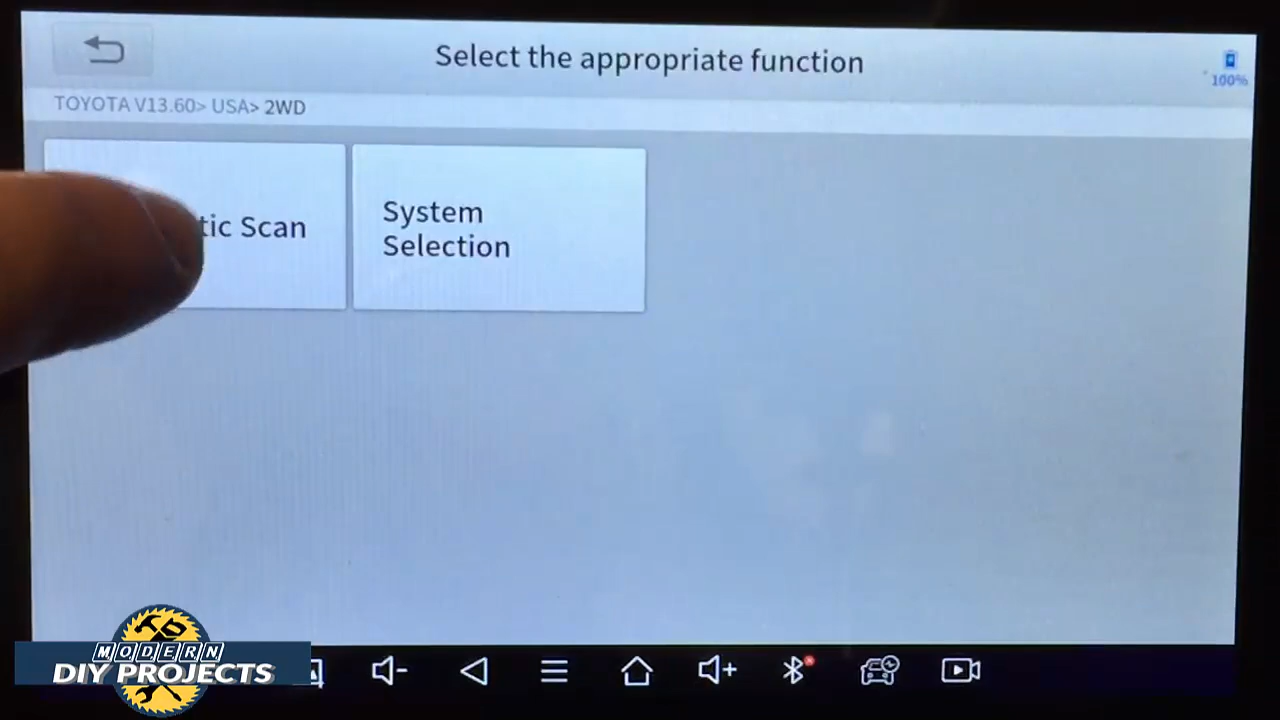 Select the appropriate function
100%
TOYOTA V13.60> USA> 2WD
tic Scan
System
Selection
MODERN
DIY PROJECTS